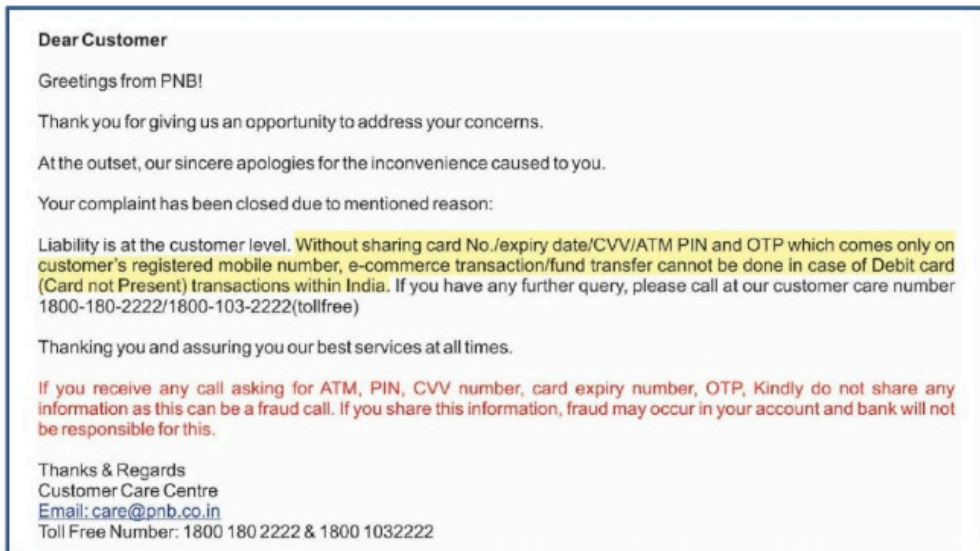 Dear Customer
Greetings from PNB!
Thank you for giving us an opportunity to address your concerns.
At the outset, our sincere apologies for the inconvenience caused to you.
Your complaint has been closed due to mentioned reason:
Liability is at the customer level. Without sharing card No./expiry date/CVV/ATM PIN and OTP which comes only on
customer's registered mobile number, e-commerce transaction/fund transfer cannot be done in case of Debit card
(Card not Present) transactions within India. If you have any further query, please call at our customer care number
1800-180-2222/1800-103-2222(tollfree)
Thanking you and assuring you our best services at all times.
If you receive any call asking for ATM, PIN, CVV number, card expiry number, OTP, Kindly do not share any
information as this can be a fraud call. If you share this information, fraud may occur in your account and bank will not
be responsible for this.
Thanks & Regards
Customer Care Centre
Email: care@pnb.co.in
Toll Free Number: 1800 180 2222 & 1800 1032222